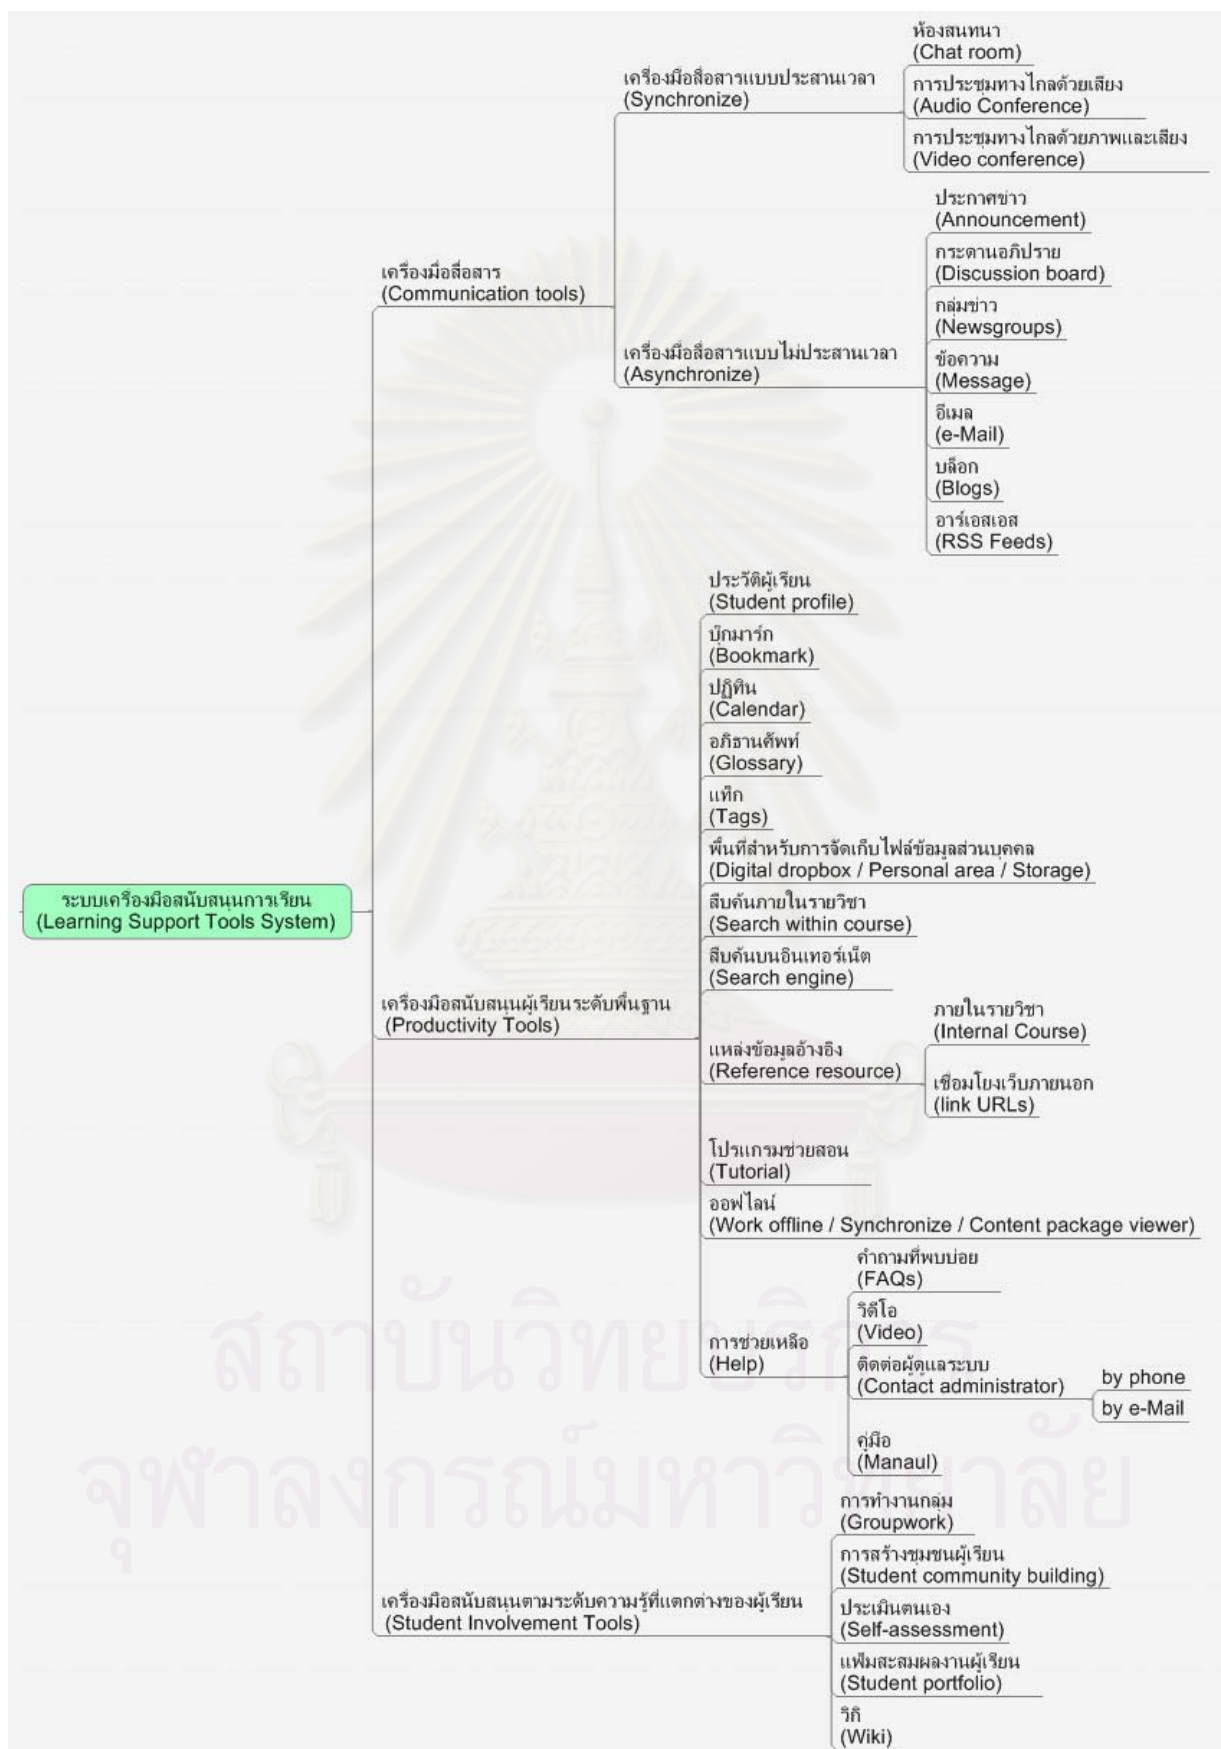 ห้องสนทนา
(Chat room)
เครื่องมือสื่อสารแบบประสานเวลา
(Synchronize)
การประชุมทางไกลด้วยเสียง
(Audio Conference)
การประชุมทางไกลด้วยภาพและเสียง
(Video conference)
เครื่องมือสื่อสาร
(Communication tools)
ประกาศข่าว
(Announcement)
กระดานอภิปราย
(Discussion board)
กลุ่มข่าว
(Newsgroups)
เครื่องมือสื่อสารแบบไม่ประสานเวลา
(Asynchronize)
ข้อความ
(Message)
อีเมล
(e-Mail)
บล็อก
(Blogs)
อาร์เอสเอส
(RSS Feeds)
ระบบเครื่องมือสนับสนุนการเรียน
(Learning Support Tools System)
เครื่องมือสนับสนุนผู้เรียนระดับพื้นฐาน
(Productivity Tools)
ประวัติผู้เรียน
(Student profile)
บุ๊กมาร์ก
(Bookmark)
ปฏิทิน
(Calendar)
อภิธานศัพท์
(Glossary)
แท็ก
(Tags)
พื้นที่สำหรับการจัดเก็บไฟล์ข้อมูลส่วนบุคคล
(Digital dropbox / Personal area / Storage)
สืบค้นภายในรายวิชา
(Search within course)
สืบค้นบนอินเทอร์เน็ต
(Search engine)
แหล่งข้อมูลอ้างอิง
(Reference resource)
ภายในรายวิชา
(Internal Course)
เชื่อมโยงเว็บภายนอก
(link URLs)
โปรแกรมช่วยสอน
(Tutorial)
ออฟไลน์
(Work offline / Synchronize / Content package viewer)
การช่วยเหลือ
(Help)
คำถามที่พบบ่อย
(FAQs)
วิดีโอ
(Video)
ติดต่อผู้ดูแลระบบ
(Contact administrator)
by phone
by e-Mail
คู่มือ
(Manaul)
เครื่องมือสนับสนุนตามระดับความรู้ที่แตกต่างของผู้เรียน
(Student Involvement Tools)
การทำงานกลุ่ม
(Groupwork)
การสร้างชุมชนผู้เรียน
(Student community building)
ประเมินตนเอง
(Self-assessment)
แฟ้มสะสมผลงานผู้เรียน
(Student portfolio)
วิกิ
(Wiki)
สถาบันวิทยบริการ
จุฬาลงกรณ์มหาวิทยาลัย